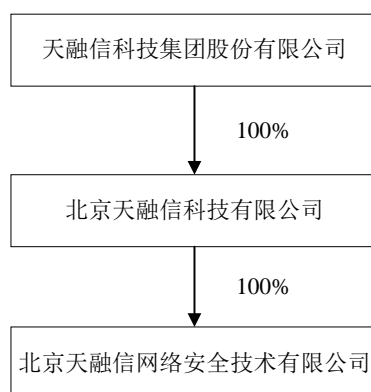 天融信科技集团股份有限公司
100%
北京天融信科技有限公司
100%
北京天融信网络安全技术有限公司